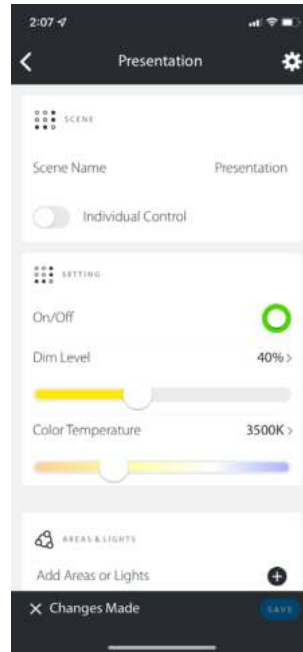 2:07
Presentation
SCENE
Scene Name Presentation
Individual Control
SETTING
On/Off
Dim Level 40% >
Color Temperature 3500K >
AREAS & LIGHTS
Add Areas or Lights
Changes Made SAVE